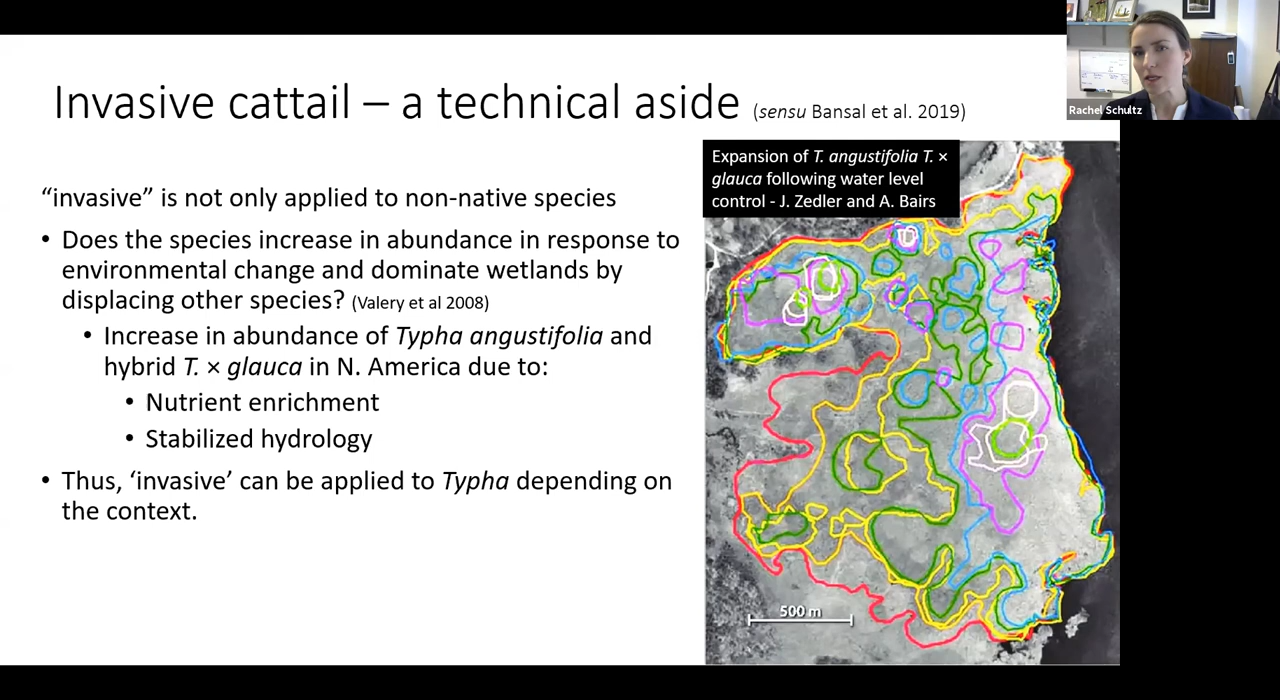 Invasive cattail – a technical aside (sensu Bansal et al. 2019)
Rachel Schultz
“invasive” is not only applied to non-native species
• Does the species increase in abundance in response to
environmental change and dominate wetlands by
displacing other species? (Valery et al 2008)
• Increase in abundance of Typha angustifolia and
hybrid T. × glauca in N. America due to:
• Nutrient enrichment
• Stabilized hydrology
• Thus, ‘invasive’ can be applied to Typha depending on
the context.
Expansion of T. angustifolia T. ×
glauca following water level
control - J. Zedler and A. Bairs
500 m